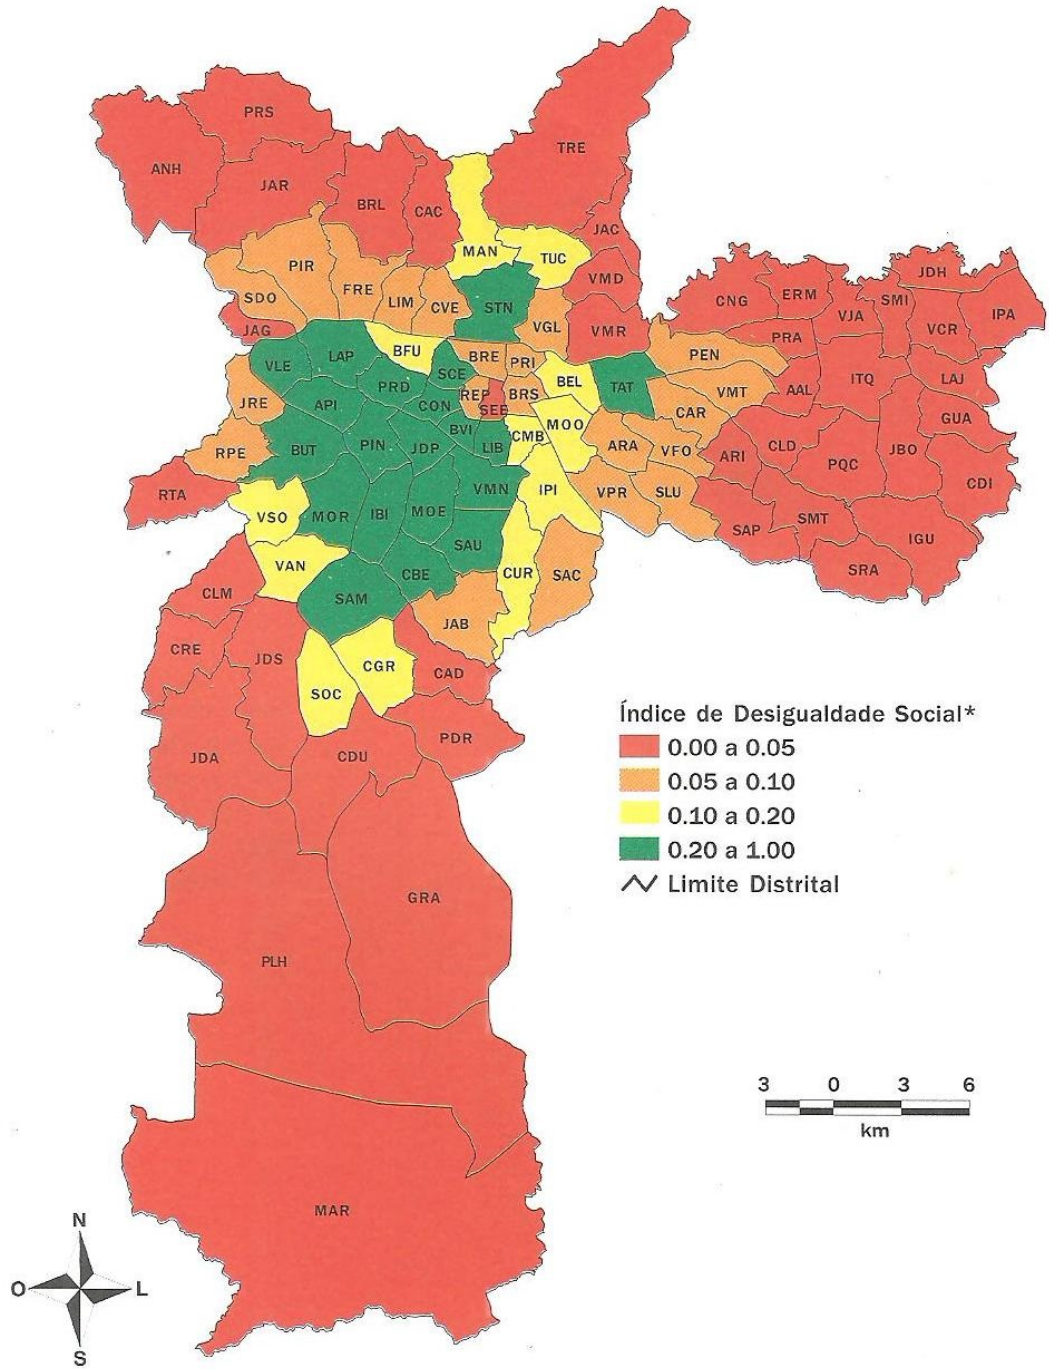 PRS
TRE
ANH
JAR
BRL
CAC
JAC
MAN
TUC
PIR
VMD
JDH
SDO
FRE
LIM
CVE
STN
CNG
ERM
SMI
VJA
IPA
JAG
VGL
VMR
VCR
PRA
BFU
BRE
PRI
PEN
VLE
LAP
SCE
BEL
TAT
PRD
REP
BRS
VMT
AAL
ITQ
LAJ
JRE
API
CON
SEE
CAR
GUA
BVI
CMB
MOO
RPE
BUT
PIN
JDP
LIB
ARA
VFO
ARI
CLD
PQC
JBO
RTA
VMN
IPI
VPR
SLU
CDI
VSO
MOR
IBI
MOE
SAP
SMT
IGU
SAU
VAN
CBE
CUR
SAC
SRA
CLM
SAM
JAB
CRE
JDS
CGR
CAD
SOC
PDR
JDA
CDU
GRA
PLH
MAR
Índice de Desigualdade Social*
0.00 a 0.05
0.05 a 0.10
0.10 a 0.20
0.20 a 1.00
Limite Distrital
3 0 3 6
km
N
O L
S